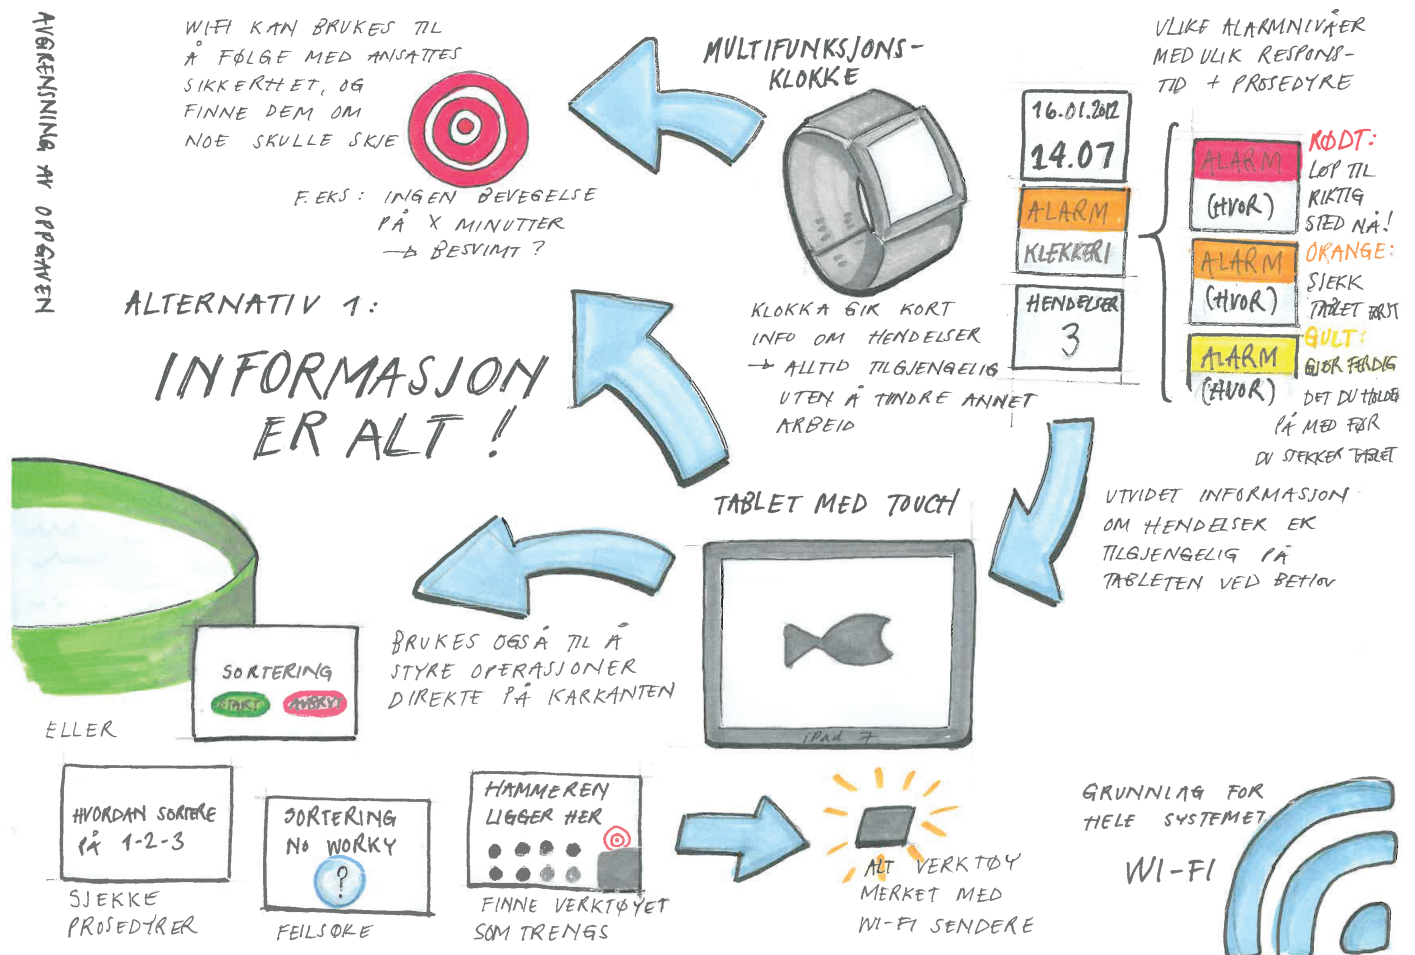 AVGRENSNING AV OPPGAVEN
WIFI KAN BRUKES TIL
Å FØLGE MED ANSATTES
SIKKERHET, OG
FINNE DEM OM
NOE SKULLE SKJE
F.EKS: INGEN BEVEGELSE
PÅ X MINUTTER
→ BESVIMT?
MULTIFUNKSJONS-
KLOKKE
KLOKKA GIR KORT
INFO OM HENDELSER
→ ALLTID TILGJENGELIG
UTEN Å HINDRE ANNET
ARBEID
16.01.2012
14.07
ALARM
KLEKKERI
HENDELSER
3
ULIKE ALARMNIVÅER
MED ULIK RESPONS-
TID + PROSEDYRE
ALARM
(HVOR)
RØDT:
LØP TIL
RIKTIG
STED NÅ!
ALARM
(HVOR)
ORANGE:
SJEKK
TABLET FØRST
ALARM
(HVOR)
GULT:
GJØR FERDIG
DET DU HOLDER
PÅ MED FØR
DU SJEKKER TABLET
ALTERNATIV 1:
INFORMASJON
ER ALT!
UTVIDET INFORMASJON
OM HENDELSER ER
TILGJENGELIG PÅ
TABLETEN VED BEHOV
TABLET MED TOUCH
iPad 7
BRUKES OGSÅ TIL Å
STYRE OPERASJONER
DIREKTE PÅ KARKANTEN
SORTERING
START AVBRYT
ELLER
HVORDAN SORTERE
PÅ 1-2-3
SJEKKE
PROSEDYRER
SORTERING
NO WORKY
?
FEILSØKE
HAMMEREN
LIGGER HER
FINNE VERKTØYET
SOM TRENGS
ALT VERKTØY
MERKET MED
WI-FI SENDERE
GRUNNLAG FOR
HELE SYSTEMET
WI-FI